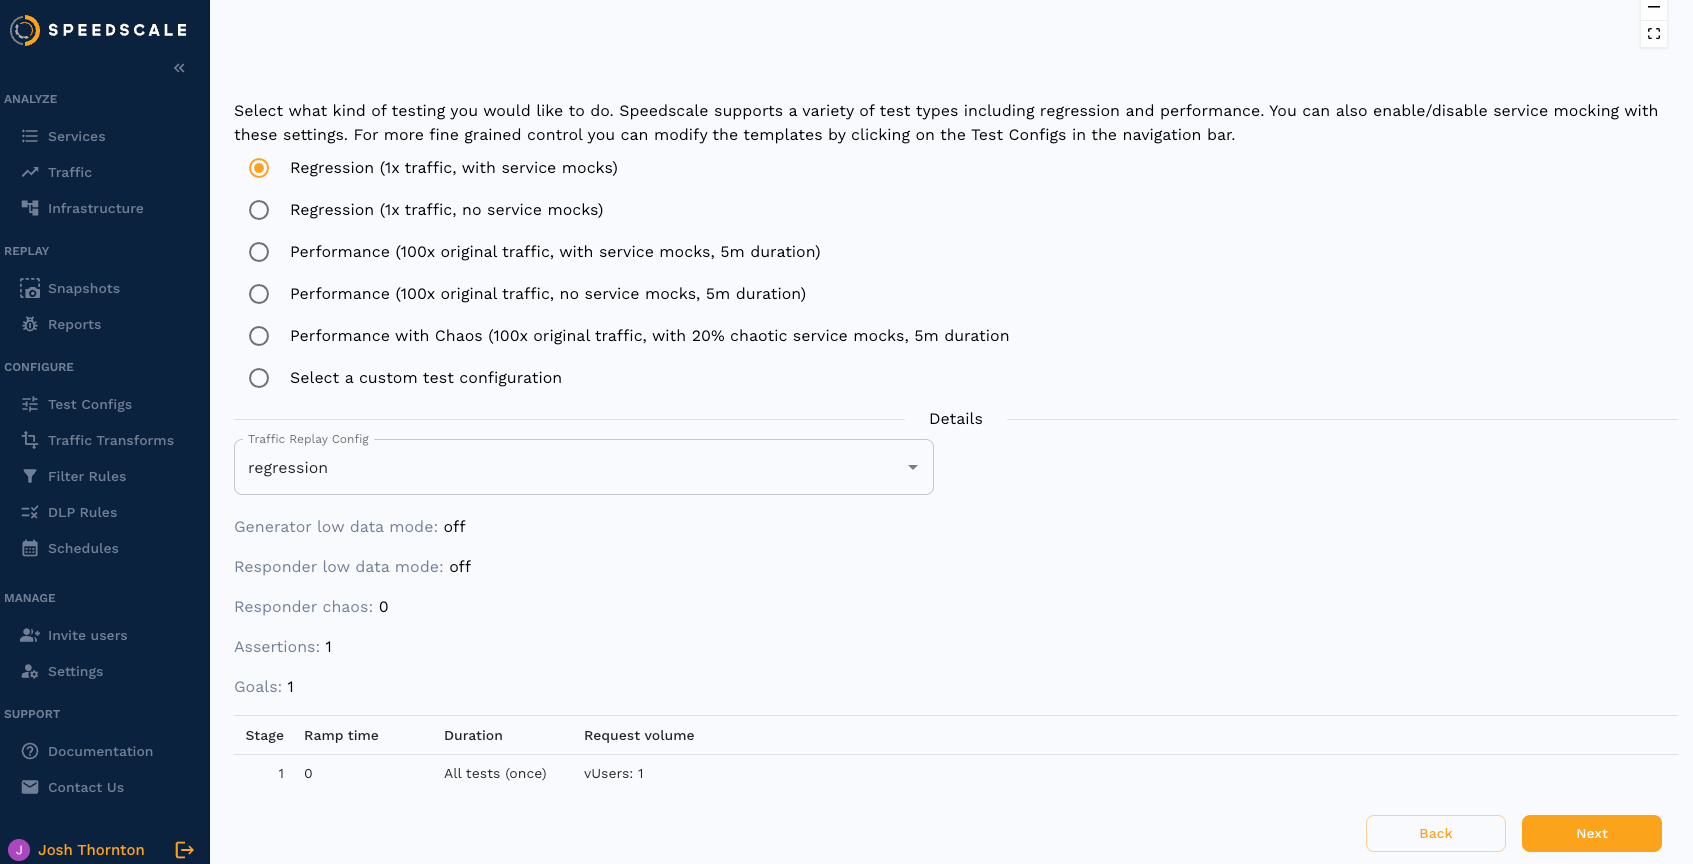 SPEEDSCALE
ANALYZE
Services
Traffic
Infrastructure
REPLAY
Snapshots
Reports
CONFIGURE
Test Configs
Traffic Transforms
Filter Rules
DLP Rules
Schedules
MANAGE
Invite users
Settings
SUPPORT
Documentation
Contact Us
J Josh Thornton
Select what kind of testing you would like to do. Speedscale supports a variety of test types including regression and performance. You can also enable/disable service mocking with
these settings. For more fine grained control you can modify the templates by clicking on the Test Configs in the navigation bar.
Regression (1x traffic, with service mocks)
Regression (1x traffic, no service mocks)
Performance (100x original traffic, with service mocks, 5m duration)
Performance (100x original traffic, no service mocks, 5m duration)
Performance with Chaos (100x original traffic, with 20% chaotic service mocks, 5m duration
Select a custom test configuration
Details
Traffic Replay Config
regression
Generator low data mode: off
Responder low data mode: off
Responder chaos: 0
Assertions: 1
Goals: 1
Stage Ramp time Duration Request volume
1 0 All tests (once) vUsers: 1
Back Next